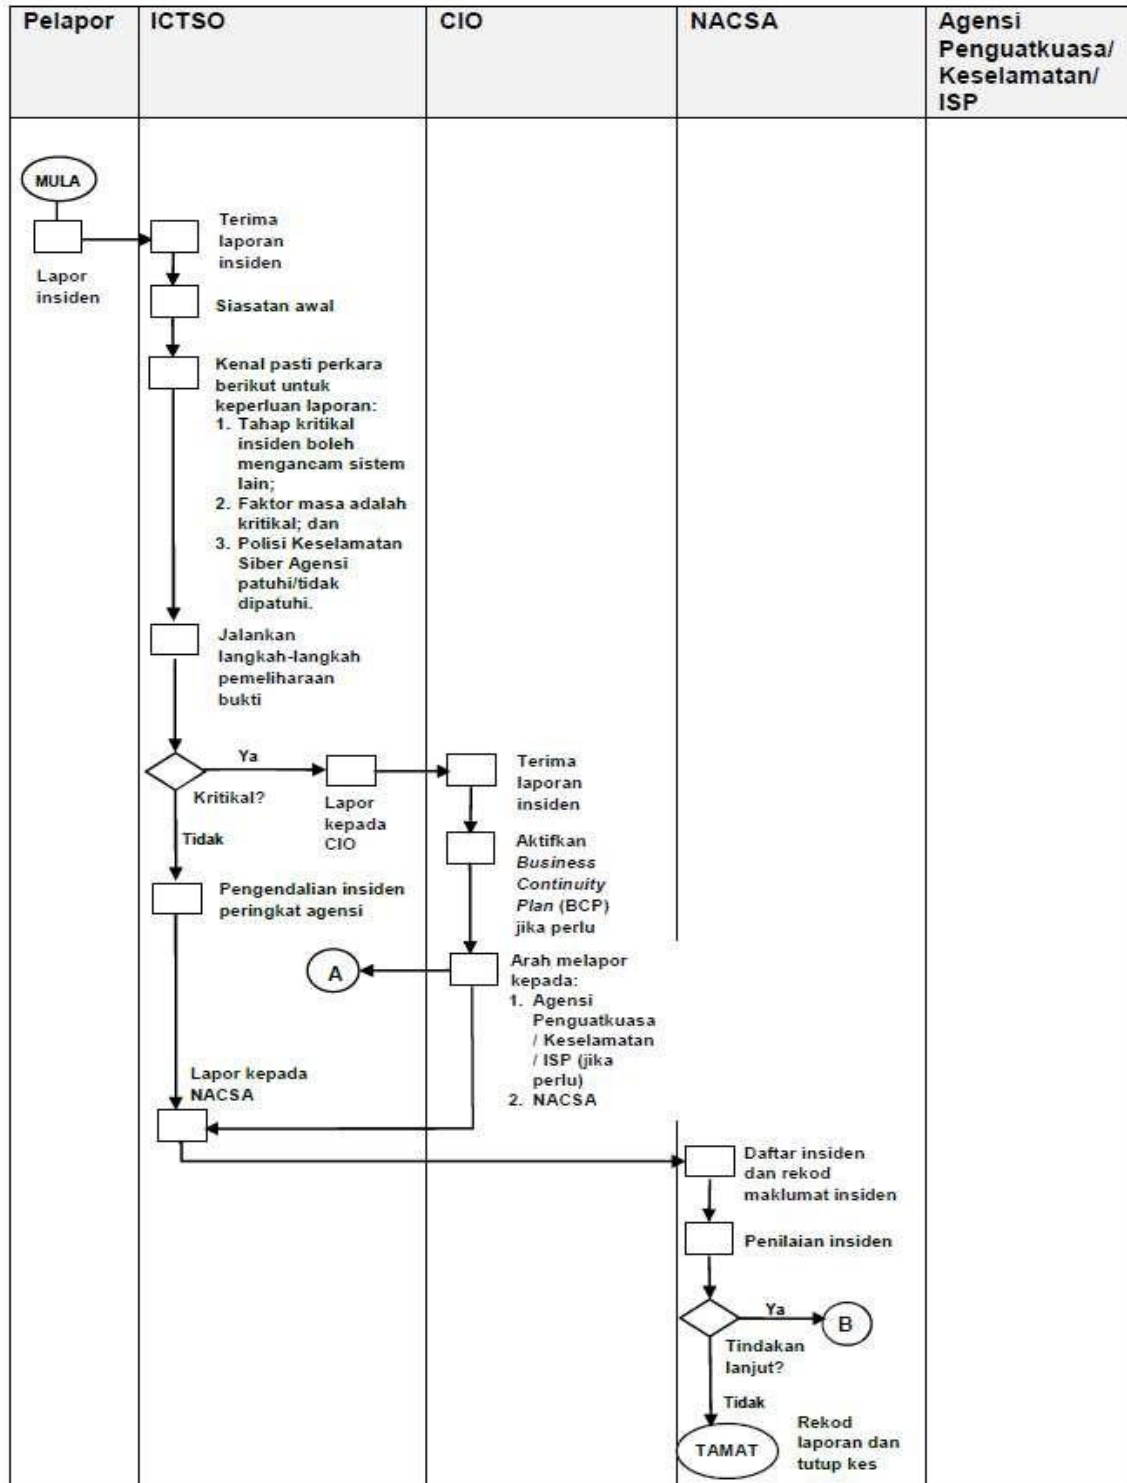 Pelapor
ICTSO
CIO
NACSA
Agensi
Penguatkuasa/
Keselamatan/
ISP
MULA
Lapor
insiden
Terima
laporan
insiden
Siasatan awal
Kenal pasti perkara
berikut untuk
keperluan laporan:
1. Tahap kritikal
insiden boleh
mengancam sistem
lain;
2. Faktor masa adalah
kritikal; dan
3. Polisi Keselamatan
Siber Agensi
patuhi/tidak
dipatuhi.
Jalankan
langkah-langkah
pemeliharaan
bukti
Ya
Kritikal?
Tidak
Lapor
kepada
CIO
Terima
laporan
insiden
Aktifkan
Business
Continuity
Plan (BCP)
jika perlu
Pengendalian insiden
peringkat agensi
A
Arah melapor
kepada:
1. Agensi
Penguatkuasa
/ Keselamatan
/ ISP (jika
perlu)
2. NACSA
Lapor kepada
NACSA
Daftar insiden
dan rekod
maklumat insiden
Penilaian insiden
Ya
B
Tindakan
lanjut?
Tidak
TAMAT
Rekod
laporan dan
tutup kes